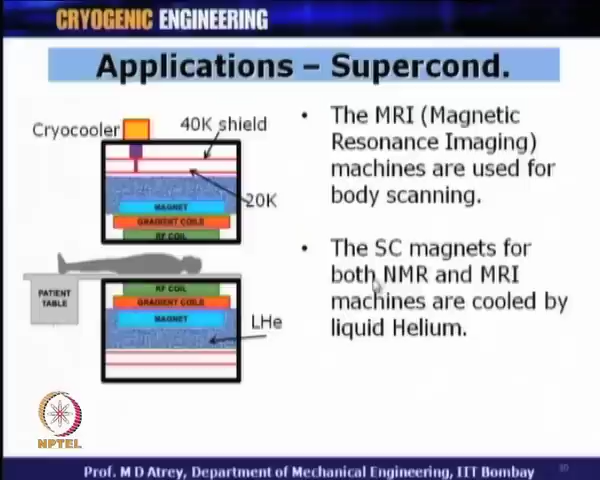 CRYOGENIC ENGINEERING
Applications – Supercond.
Cryocooler
40K shield
20K
MAGNET
GRADIENT COILS
RF COIL
PATIENT
TABLE
RF COIL
GRADIENT COILS
MAGNET
LHe
• The MRI (Magnetic
Resonance Imaging)
machines are used for
body scanning.
• The SC magnets for
both NMR and MRI
machines are cooled by
liquid Helium.
NPTEL
Prof. M D Atrey, Department of Mechanical Engineering, IIT Bombay